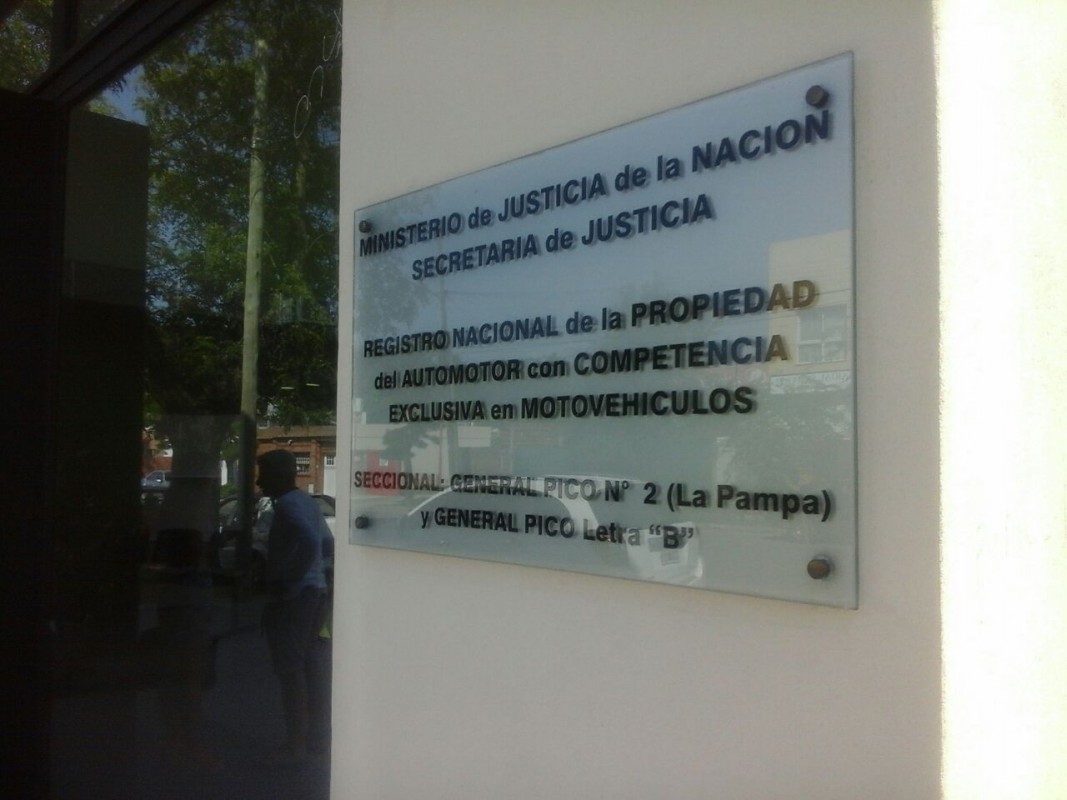 MINISTERIO de JUSTICIA de la NACION
SECRETARIA de JUSTICIA
REGISTRO NACIONAL de la PROPIEDAD
del AUTOMOTOR con COMPETENCIA
EXCLUSIVA en MOTOVEHICULOS
SECCIONAL: GENERAL PICO N° 2 (La Pampa)
y GENERAL PICO Letra "B"